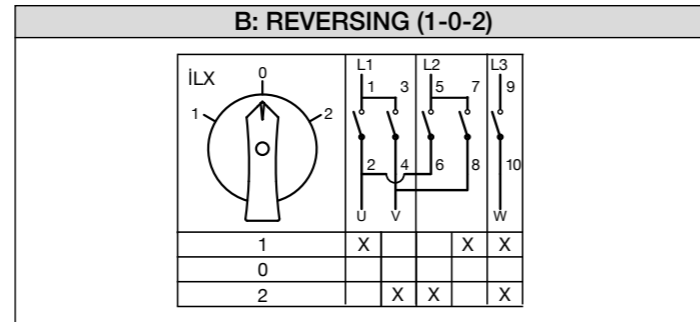 B: REVERSING (1-0-2)
İLX
0
1
2
L1 L2 L3
1 3 5 7 9
2 4 6 8 10
U V W
1 X X X
0
2 X X X